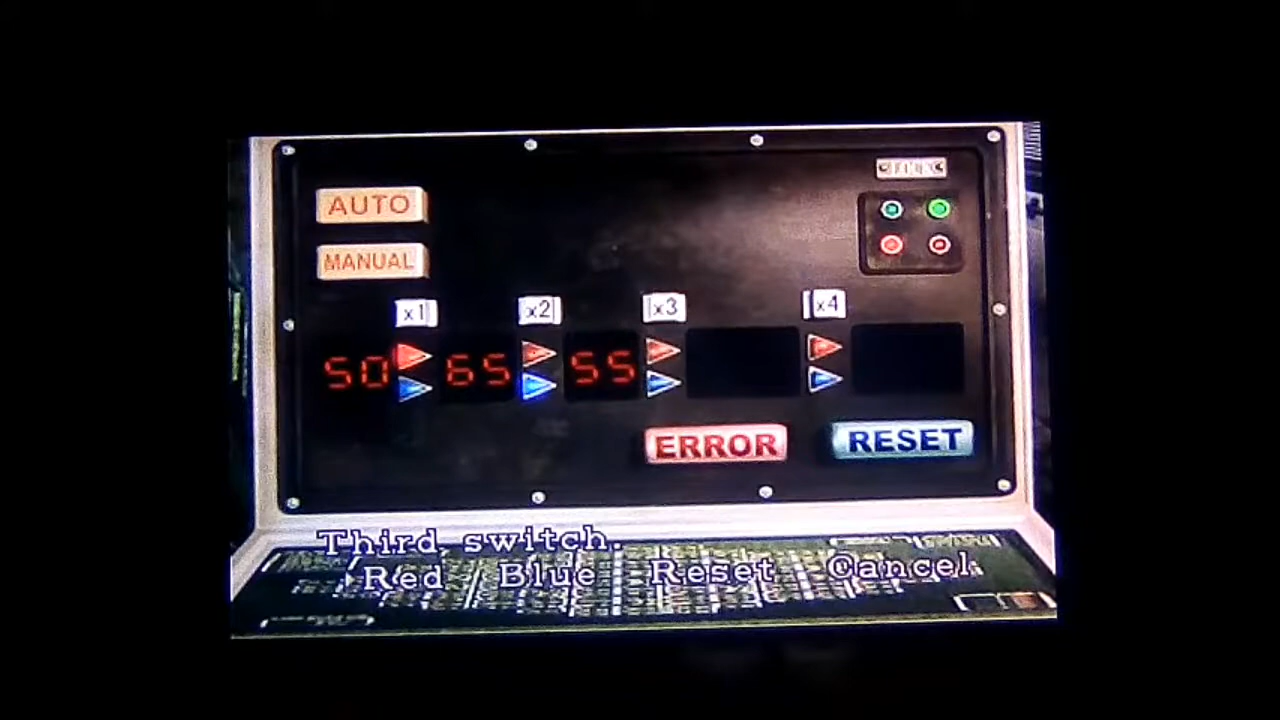 AUTO
MANUAL
x1 x2 x3 x4
50 65 55
ERROR RESET
Third switch.
Red Blue Reset Cancel